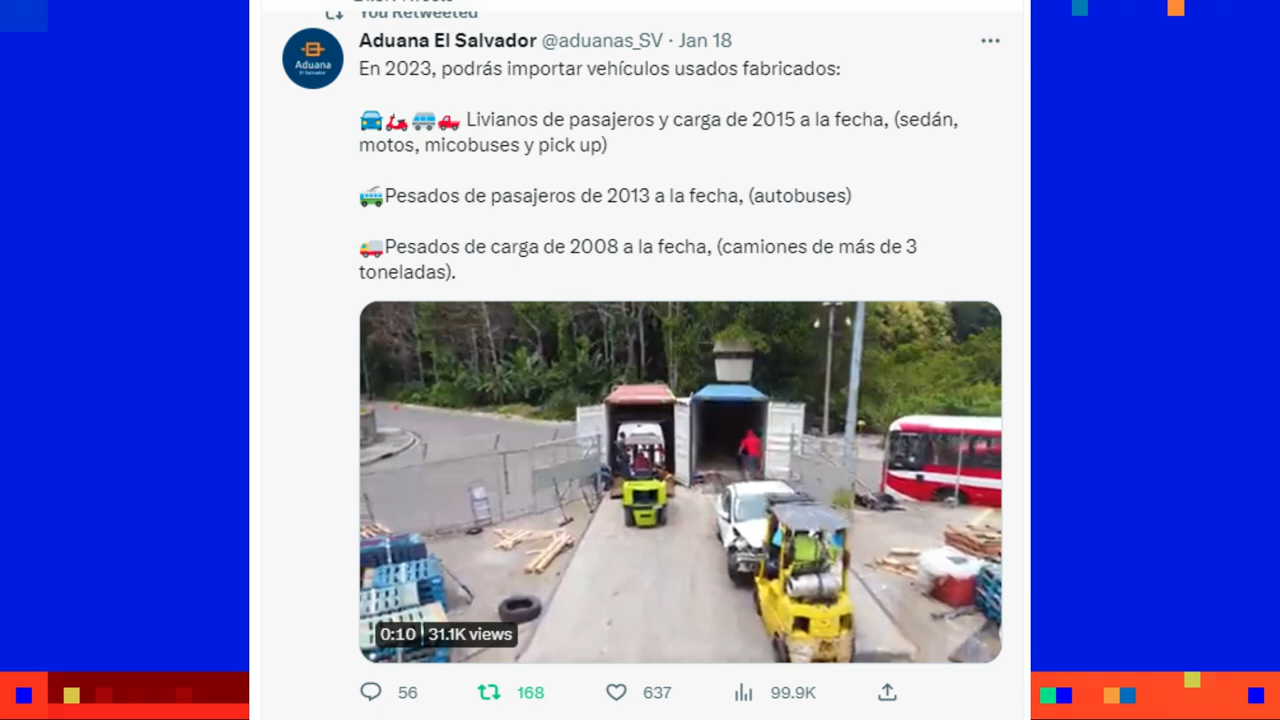 You Retweeted
Aduana El Salvador @aduanas_SV · Jan 18
Aduana
El Salvador
En 2023, podrás importar vehículos usados fabricados:
Livianos de pasajeros y carga de 2015 a la fecha, (sedán,
motos, micobuses y pick up)
Pesados de pasajeros de 2013 a la fecha, (autobuses)
Pesados de carga de 2008 a la fecha, (camiones de más de 3
toneladas).
0:10 31.1K views
56 168 637 99.9K